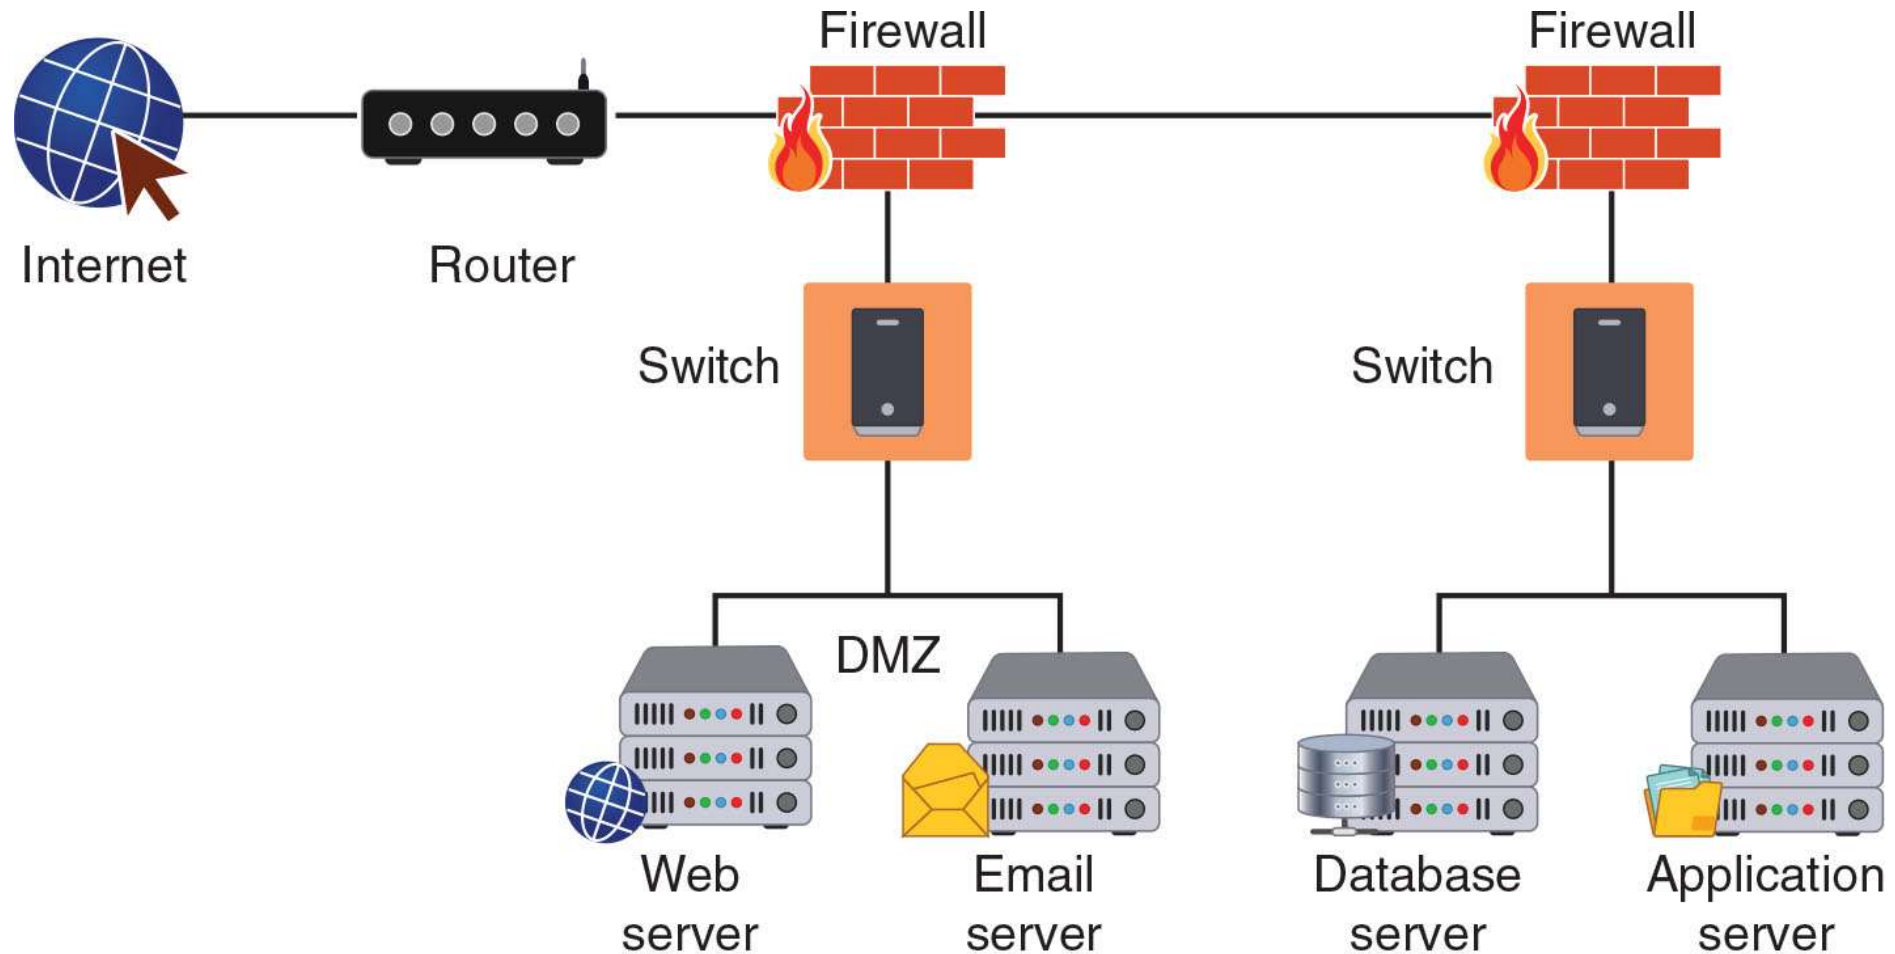 Firewall
Firewall
Internet
Router
Switch
Switch
DMZ
Web
server
Email
server
Database
server
Application
server